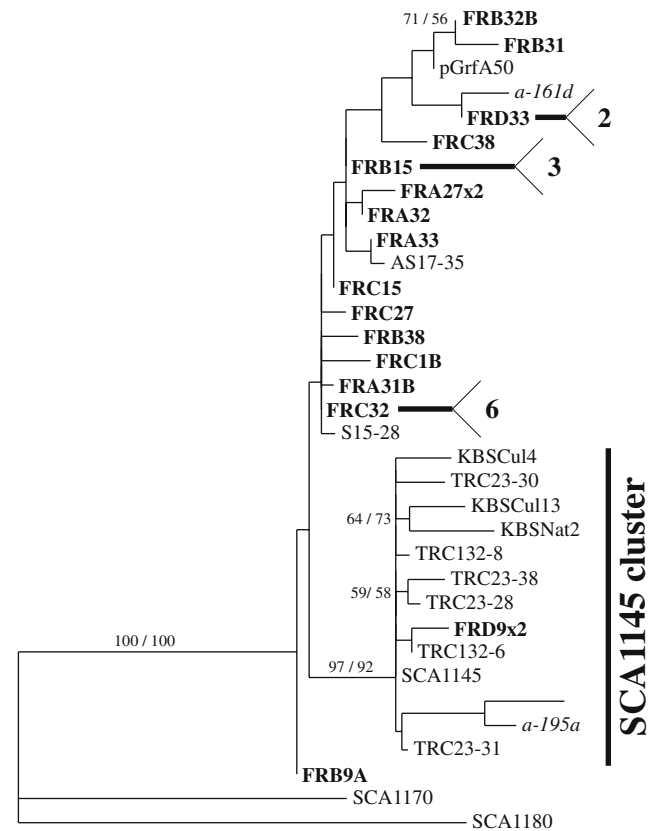 71 / 56
FRB32B
FRB31
pGrfA50
a-161d
FRD33
2
FRC38
FRB15
3
FRA27x2
FRA32
FRA33
AS17-35
FRC15
FRC27
FRB38
FRC1B
FRA31B
FRC32
6
S15-28
KBSCul4
TRC23-30
64 / 73
KBSCul13
KBSNat2
TRC132-8
59/ 58
TRC23-38
TRC23-28
FRD9x2
TRC132-6
100 / 100
97 / 92
SCA1145
a-195a
TRC23-31
SCA1145 cluster
FRB9A
SCA1170
SCA1180